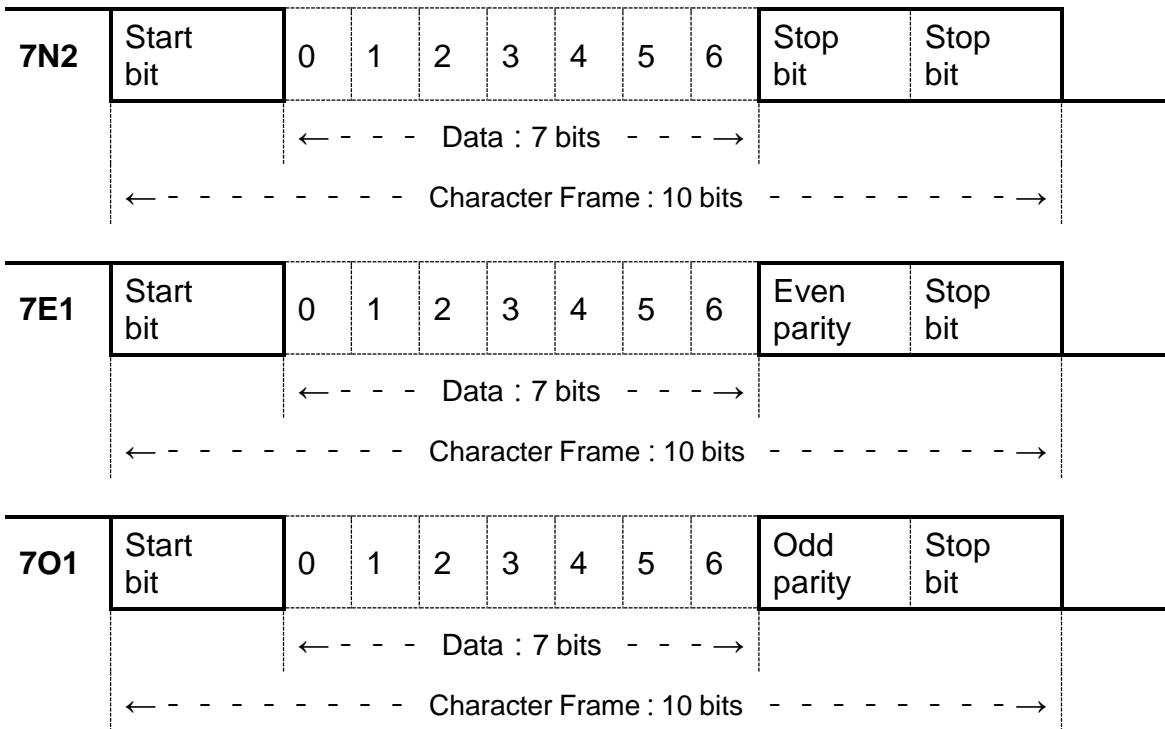 7N2 Start bit 0 1 2 3 4 5 6 Stop bit Stop bit
←- - - Data : 7 bits - - -→
←- - - - - - - - Character Frame : 10 bits - - - - - - - -→
7E1 Start bit 0 1 2 3 4 5 6 Even parity Stop bit
←- - - Data : 7 bits - - -→
←- - - - - - - - Character Frame : 10 bits - - - - - - - -→
7O1 Start bit 0 1 2 3 4 5 6 Odd parity Stop bit
←- - - Data : 7 bits - - -→
←- - - - - - - - Character Frame : 10 bits - - - - - - - -→